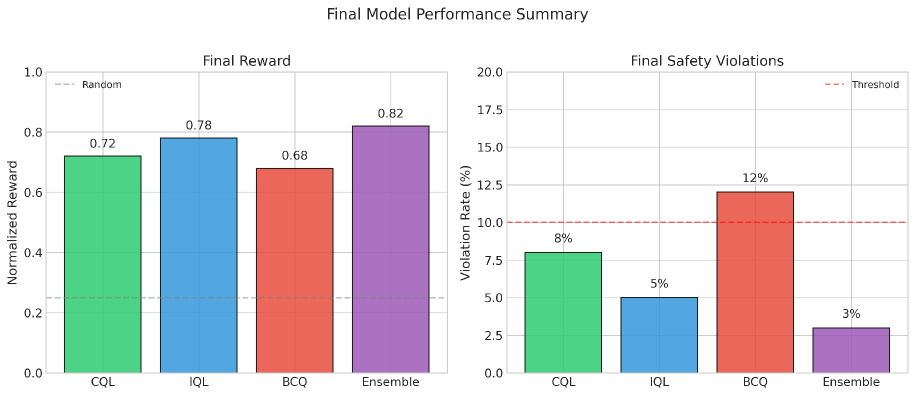 Final Model Performance Summary
Final Reward
Normalized Reward
1.0
0.8
0.6
0.4
0.2
0.0
Random
0.72
0.78
0.68
0.82
CQL
IQL
BCQ
Ensemble
Final Safety Violations
Violation Rate (%)
20.0
17.5
15.0
12.5
10.0
7.5
5.0
2.5
0.0
Threshold
8%
5%
12%
3%
CQL
IQL
BCQ
Ensemble